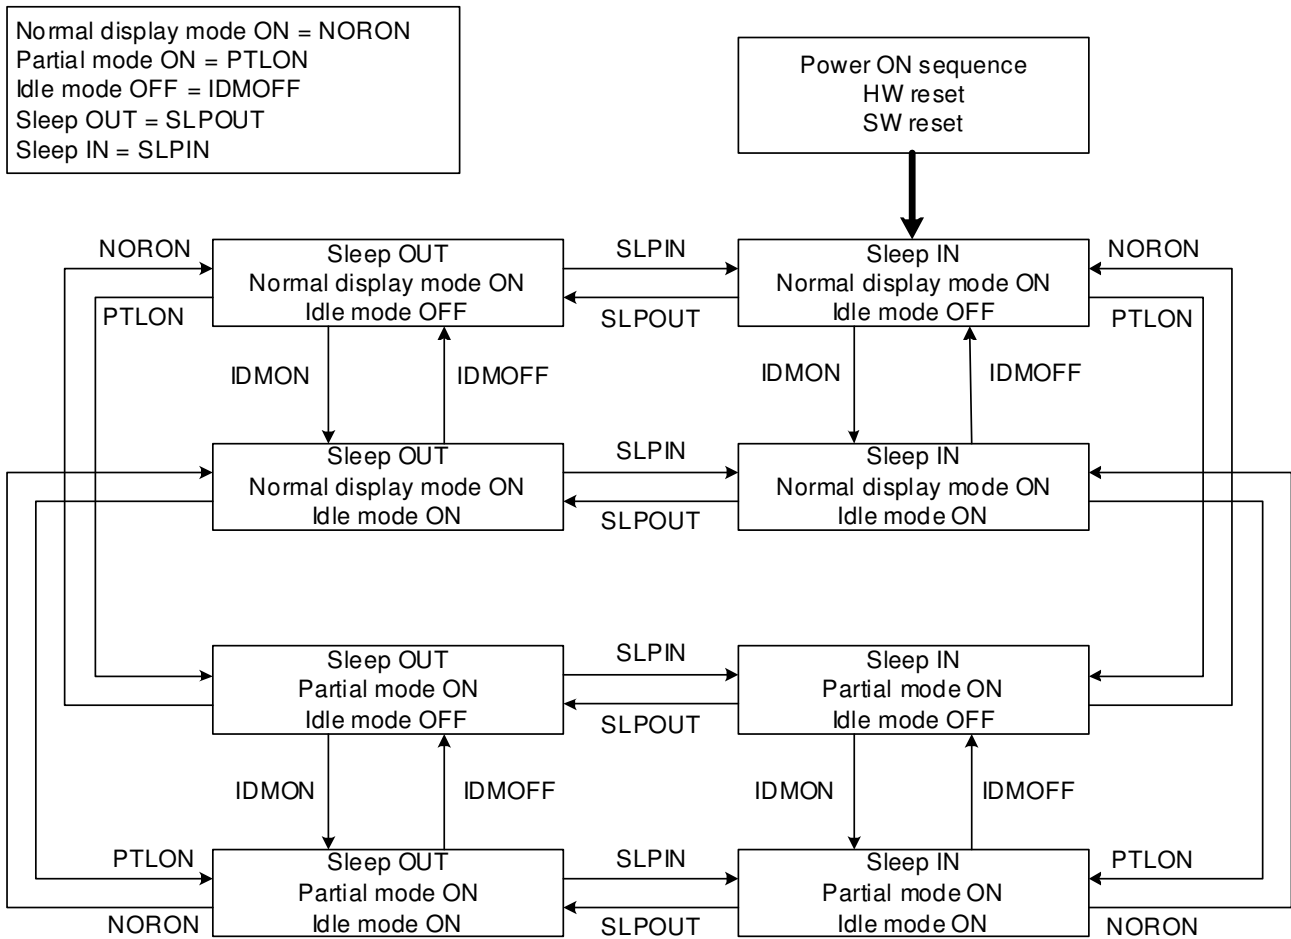 Normal display mode ON = NORON
Partial mode ON = PTLON
Idle mode OFF = IDMOFF
Sleep OUT = SLPOUT
Sleep IN = SLPIN
Power ON sequence
HW reset
SW reset
NORON
Sleep OUT
Normal display mode ON
Idle mode OFF
PTLON
SLPIN
SLPOUT
Sleep IN
Normal display mode ON
Idle mode OFF
NORON
PTLON
IDMON
IDMOFF
IDMON
IDMOFF
Sleep OUT
Normal display mode ON
Idle mode ON
SLPIN
SLPOUT
Sleep IN
Normal display mode ON
Idle mode ON
Sleep OUT
Partial mode ON
Idle mode OFF
SLPIN
SLPOUT
Sleep IN
Partial mode ON
Idle mode OFF
IDMON
IDMOFF
IDMON
IDMOFF
PTLON
NORON
Sleep OUT
Partial mode ON
Idle mode ON
SLPIN
SLPOUT
Sleep IN
Partial mode ON
Idle mode ON
PTLON
NORON